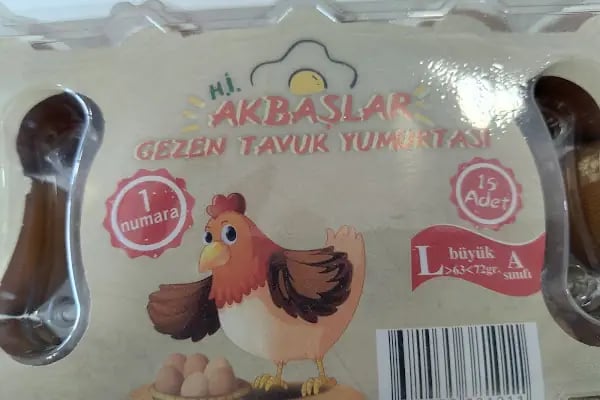 H.İ.
AKBAŞLAR
GEZEN TAVUK YUMURTASI
1
numara
15
Adet
L büyük A
>63<72gr. sınıfı